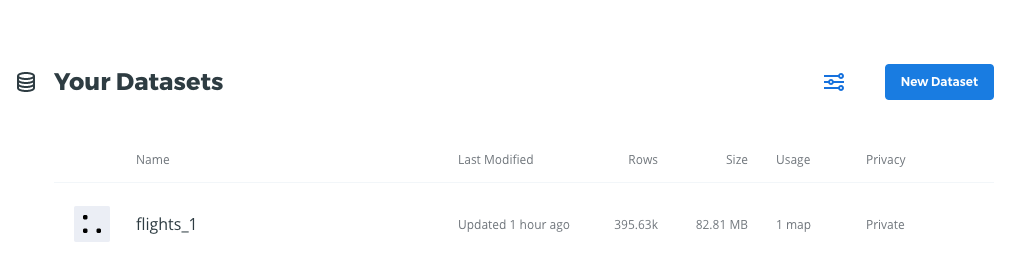 Your Datasets
New Dataset
Name Last Modified Rows Size Usage Privacy
flights_1 Updated 1 hour ago 395.63k 82.81 MB 1 map Private